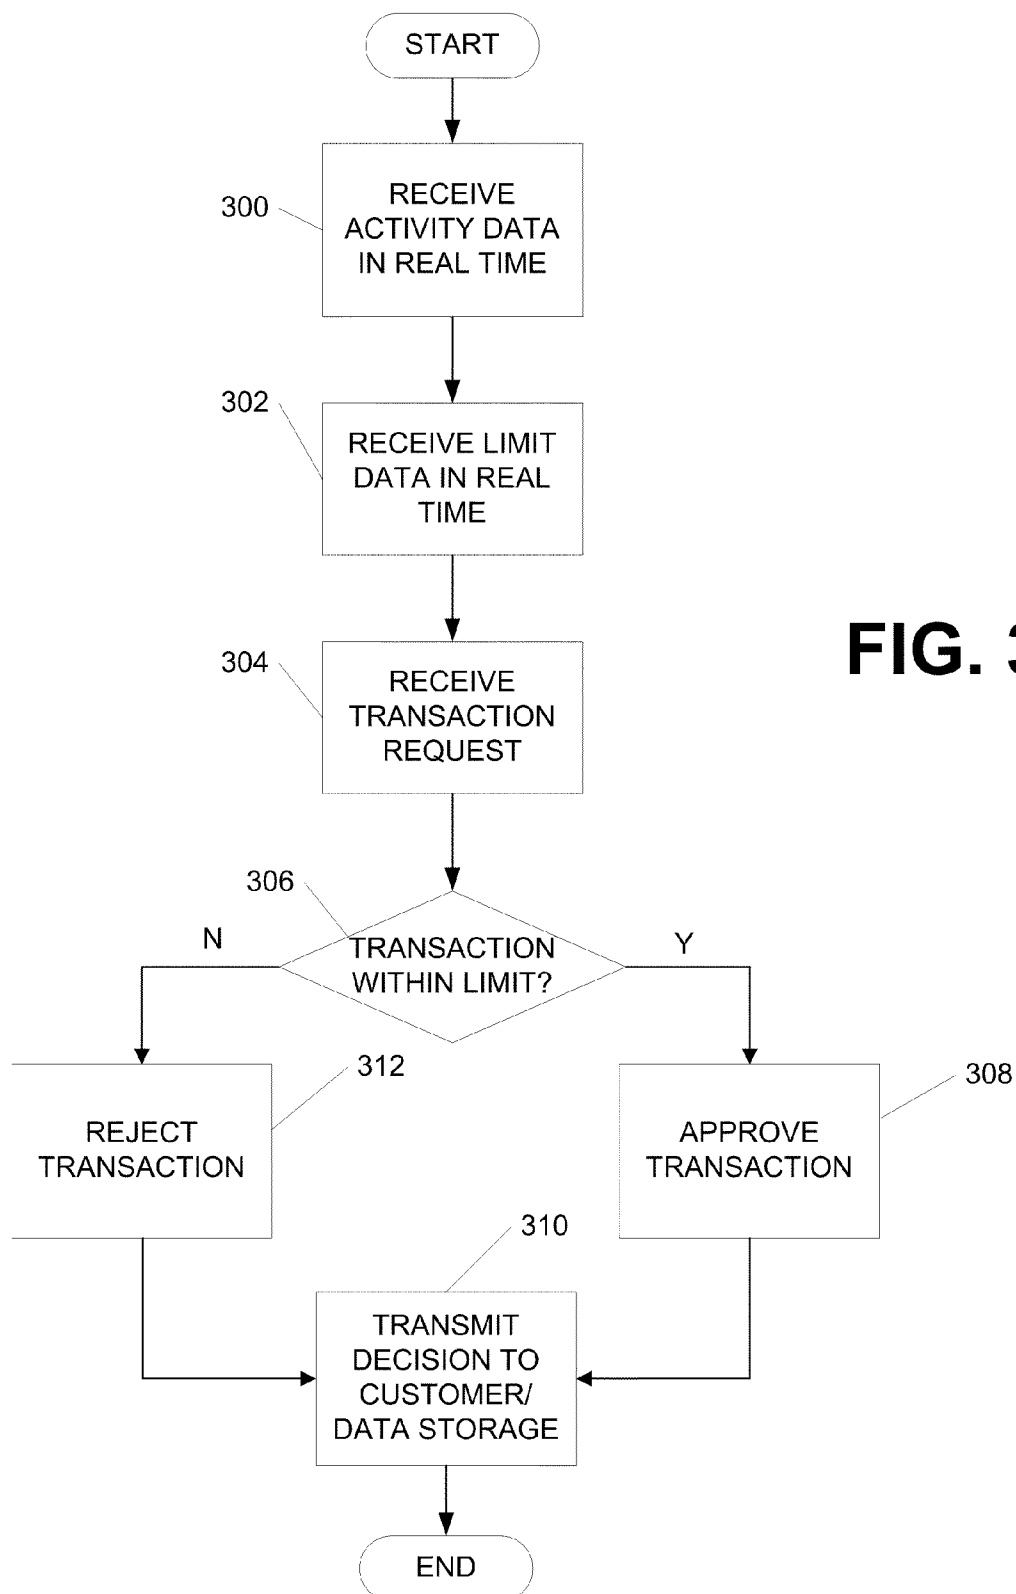 START
300
RECEIVE
ACTIVITY DATA
IN REAL TIME
302
RECEIVE LIMIT
DATA IN REAL
TIME
304
RECEIVE
TRANSACTION
REQUEST
FIG. 3
306
TRANSACTION
WITHIN LIMIT?
N
Y
312
308
REJECT
TRANSACTION
APPROVE
TRANSACTION
310
TRANSMIT
DECISION TO
CUSTOMER/
DATA STORAGE
END